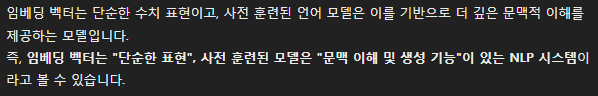 임베딩 벡터는 단순한 수치 표현이고, 사전 훈련된 언어 모델은 이를 기반으로 더 깊은 문맥적 이해를
제공하는 모델입니다.
즉, 임베딩 벡터는 "단순한 표현", 사전 훈련된 모델은 "문맥 이해 및 생성 기능"이 있는 NLP 시스템이
라고 볼 수 있습니다.